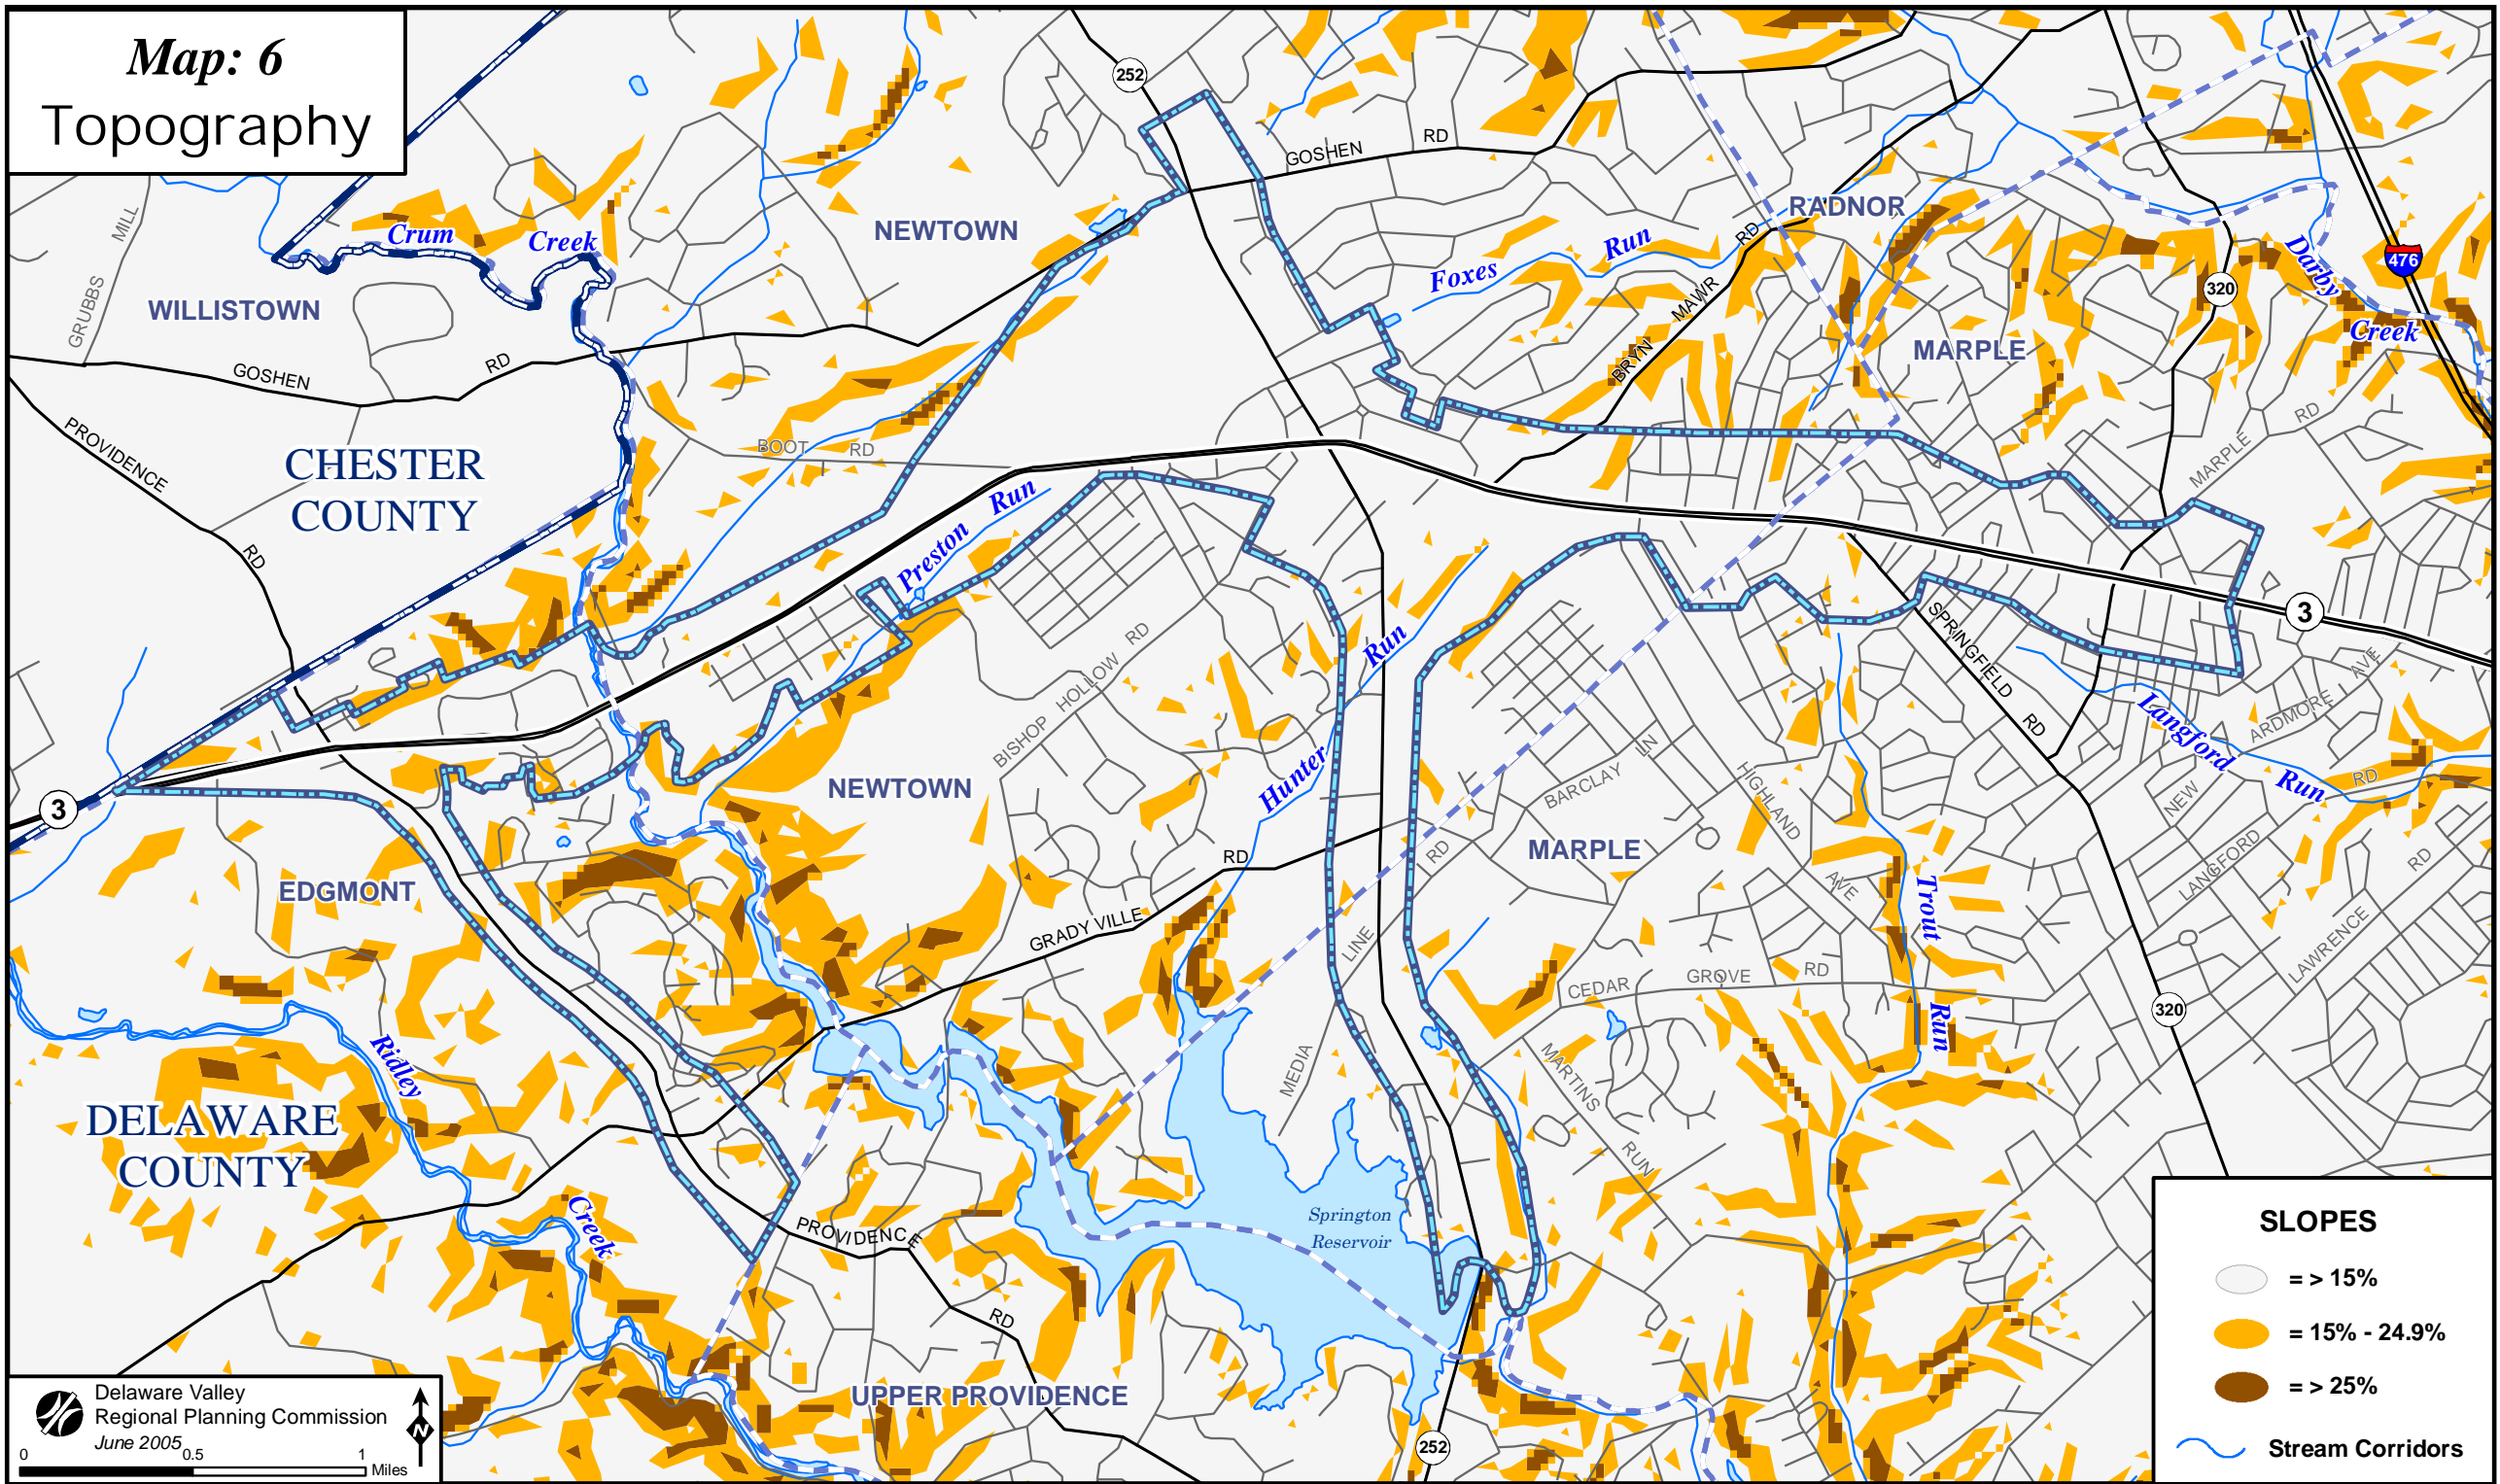 Map: 6
Topography
252
GOSHEN
RD
GRUBBS
MILL
Crum
Creek
NEWTOWN
RADNOR
RD
Foxes
Run
Darby
476
320
Creek
WILLISTOWN
MAWR
BRYN
MARPLE
GOSHEN
RD
RD
MARPLE
PROVIDENCE
RD
BOOT
RD
CHESTER
COUNTY
Preston
Run
3
BISHOP
HOLLOW
RD
Run
SPRINGFIELD
RD
Langford
Run
ARDMORE
AVE
RD
Hunter
NEWTOWN
BARCLAY
LN
HIGHLAND
AVE
NEW
LANGFORD
LAWRENCE
RD
3
EDGMONT
RD
RD
MARPLE
GRADY VILLE
LINE
MEDIA
Trout
Run
CEDAR
GROVE
RD
320
Ridley
Creek
DELAWARE
COUNTY
MARTINS
RUN
Springton
Reservoir
PROVIDENCE
RD
UPPER PROVIDENCE
252
SLOPES
= > 15%
= 15% - 24.9%
= > 25%
Stream Corridors
Delaware Valley
Regional Planning Commission
June 2005
N
0
0.5
1
Miles